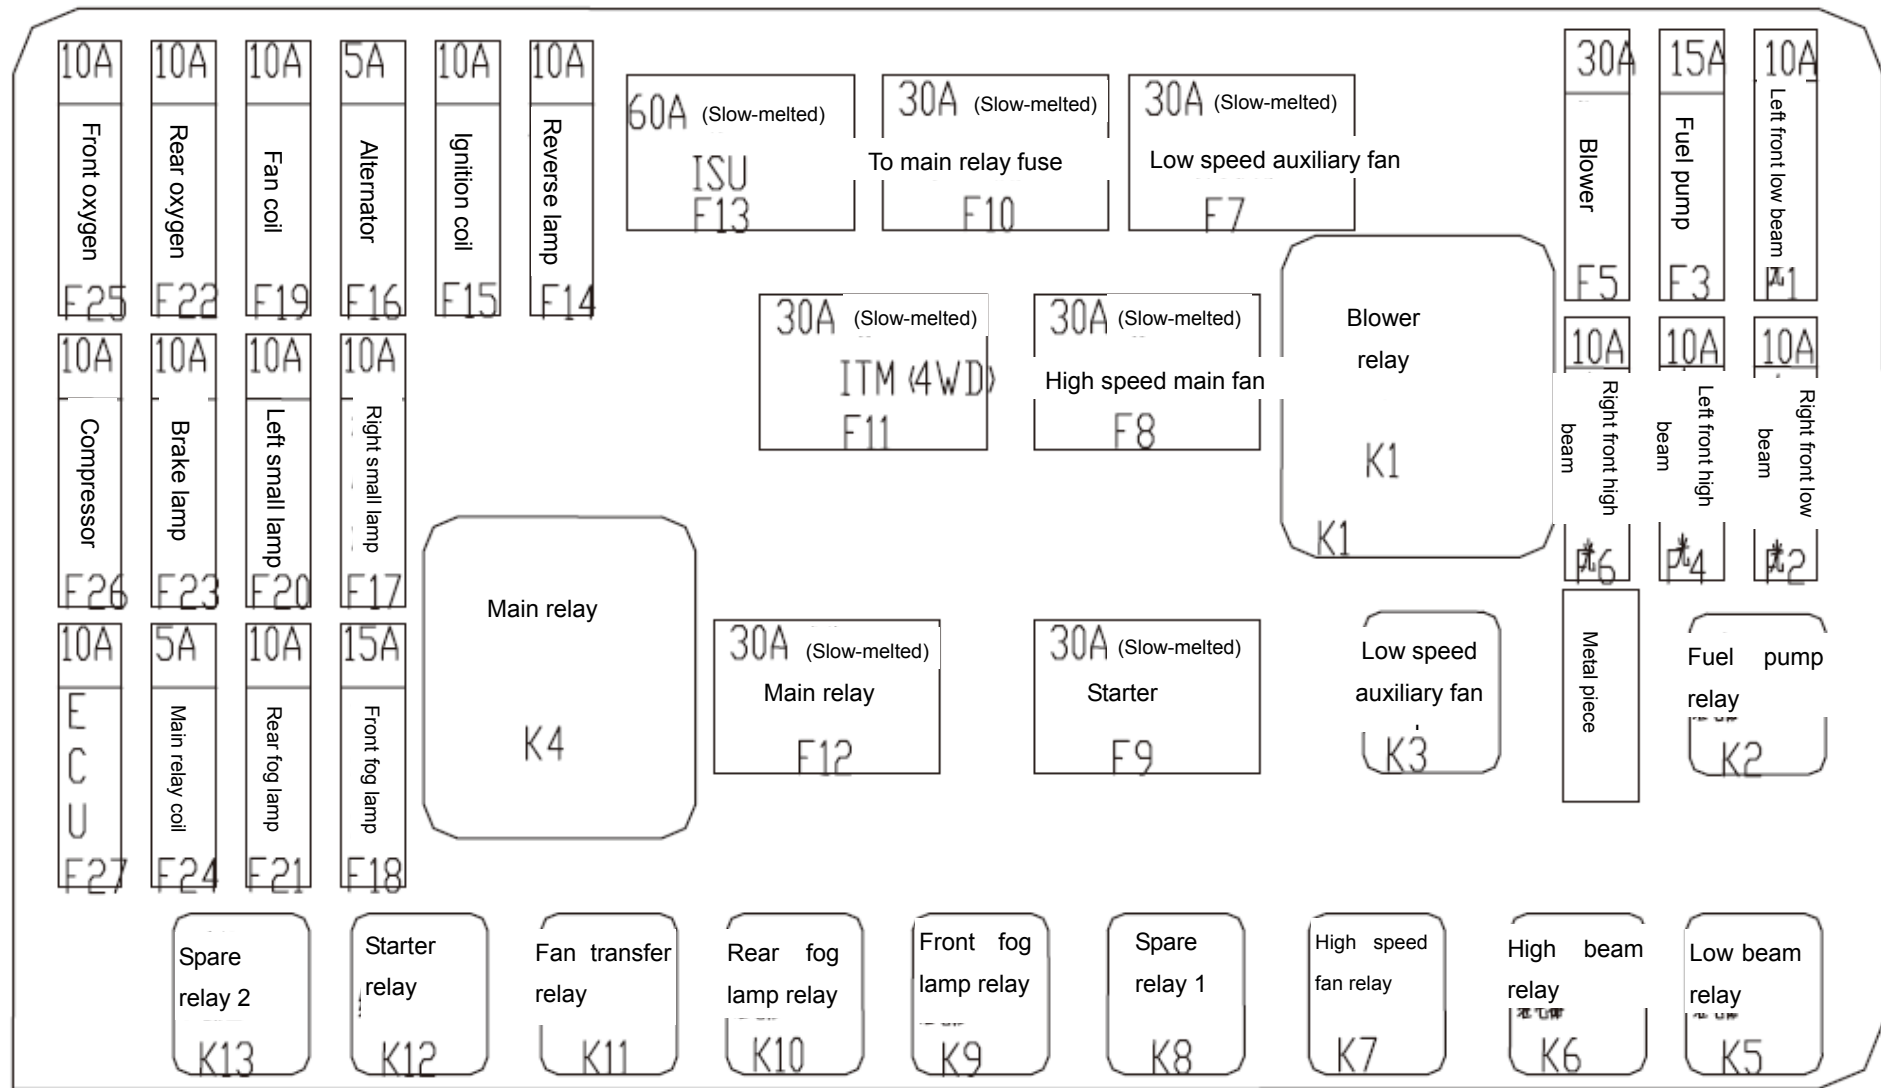 10A
Front oxygen
F25
10A
Rear oxygen
F22
10A
Fan coil
F19
5A
Alternator
F16
10A
Ignition coil
F15
10A
Reverse lamp
F14
60A (Slow-melted)
ISU
F13
30A (Slow-melted)
To main relay fuse
F10
30A (Slow-melted)
Low speed auxiliary fan
F7
30A
Blower
F5
15A
Fuel pump
F3
10A
Left front low beam
F1
10A
Compressor
F26
10A
Brake lamp
F23
10A
Left small lamp
F20
10A
Right small lamp
F17
30A (Slow-melted)
ITM (4WD)
F11
30A (Slow-melted)
High speed main fan
F8
Blower
relay
K1
K1
10A
Right front high
beam
光
F6
10A
Left front high
beam
光
F4
10A
Right front low
beam
光
F2
10A
E
C
U
F27
5A
Main relay coil
F24
10A
Rear fog lamp
F21
15A
Front fog lamp
F18
Main relay
K4
30A (Slow-melted)
Main relay
F12
30A (Slow-melted)
Starter
F9
Low speed
auxiliary fan
K3
Metal piece
Fuel pump
relay
K2
Spare
relay 2
K13
Starter
relay
K12
Fan transfer
relay
K11
Rear fog
lamp relay
K10
Front fog
lamp relay
K9
Spare
relay 1
K8
High speed
fan relay
K7
High beam
relay
K6
Low beam
relay
K5